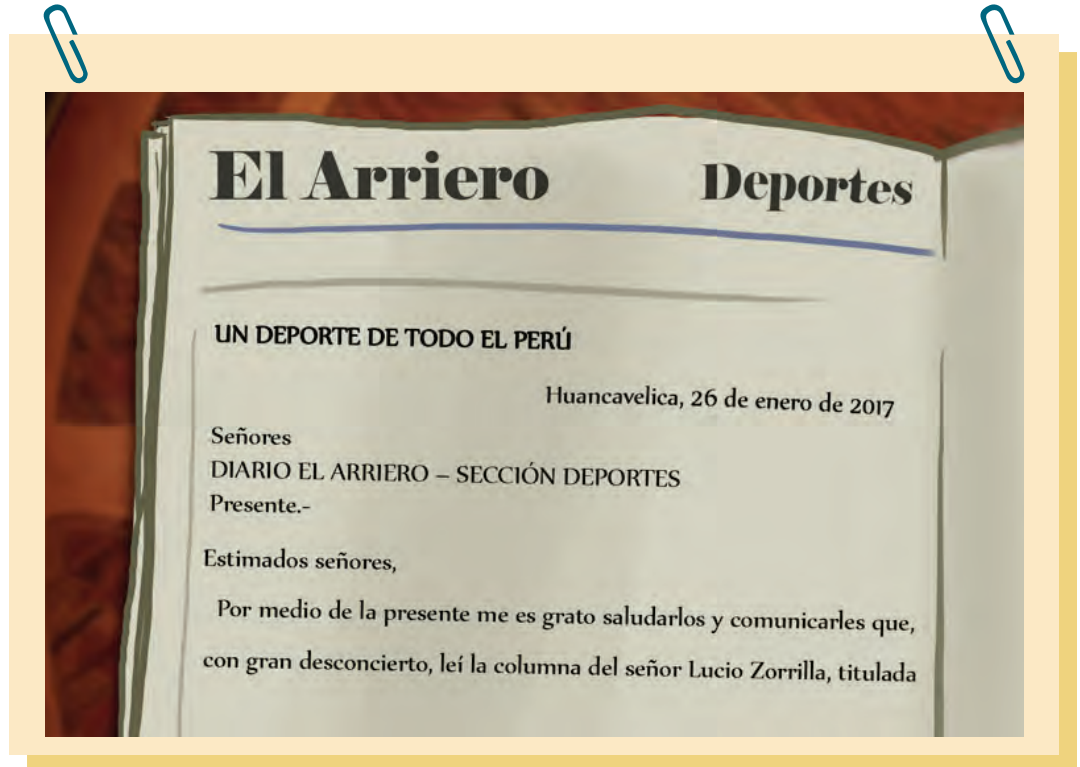 El Arriero Deportes
UN DEPORTE DE TODO EL PERÚ
Huancavelica, 26 de enero de 2017
Señores
DIARIO EL ARRIERO – SECCIÓN DEPORTES
Presente.-
Estimados señores,
Por medio de la presente me es grato saludarlos y comunicarles que,
con gran desconcierto, leí la columna del señor Lucio Zorrilla, titulada